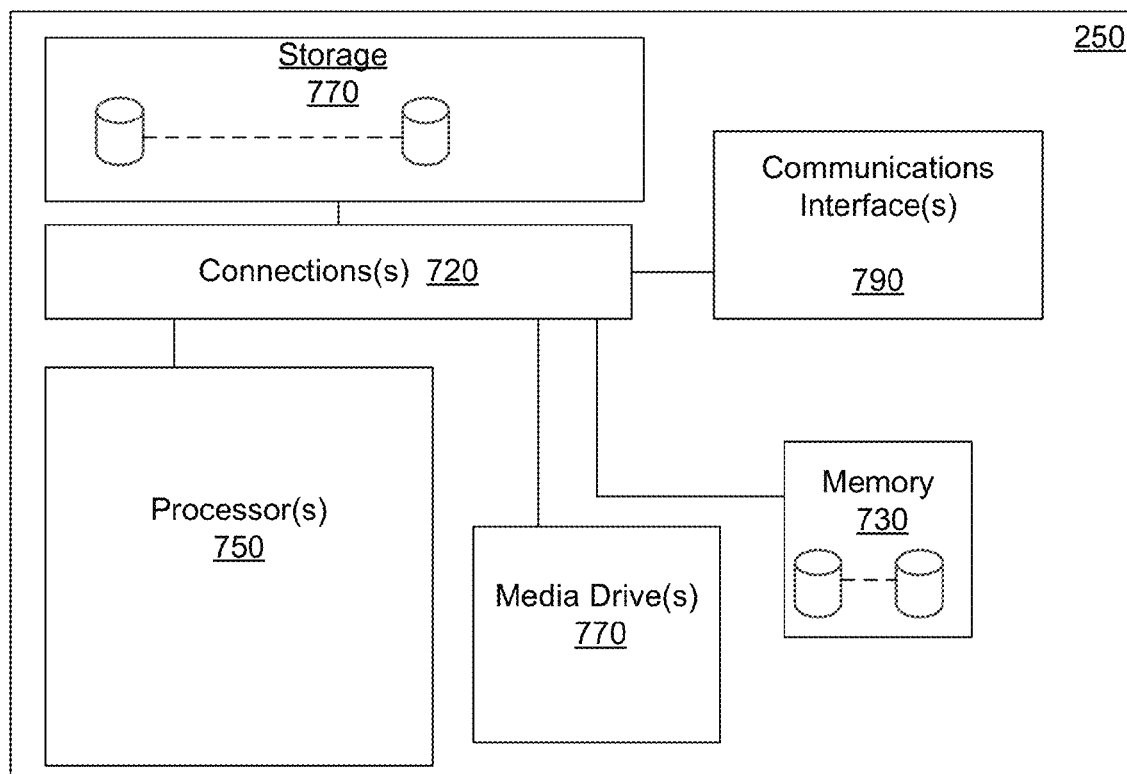 250
Storage
770
Communications
Interface(s)
790
Connections(s) 720
Processor(s)
750
Memory
730
Media Drive(s)
770